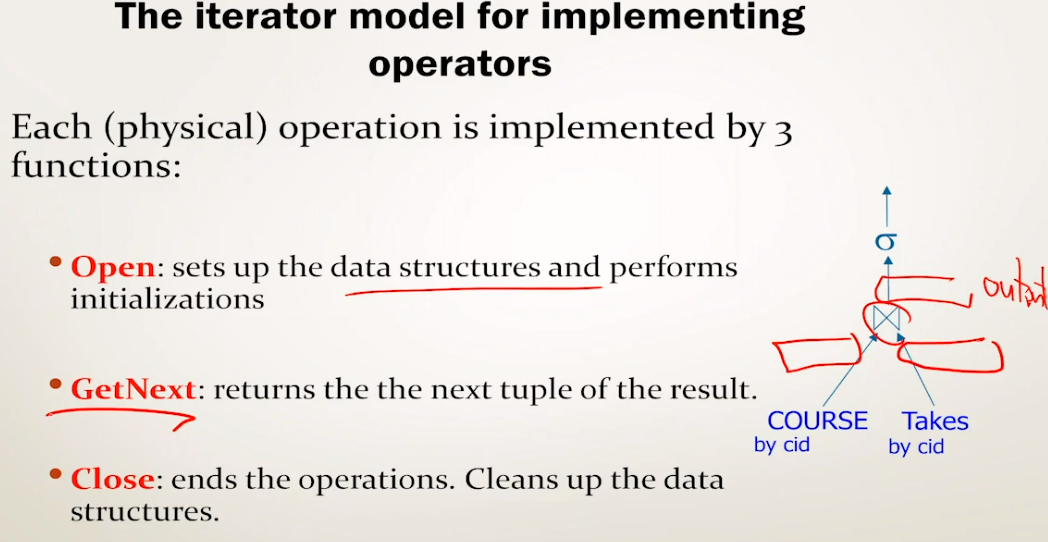 The iterator model for implementing
operators
Each (physical) operation is implemented by 3
functions:
• Open: sets up the data structures and performs
initializations
• GetNext: returns the the next tuple of the result.
• Close: ends the operations. Cleans up the data
structures.
σ
output
⋈
COURSE Takes
by cid by cid